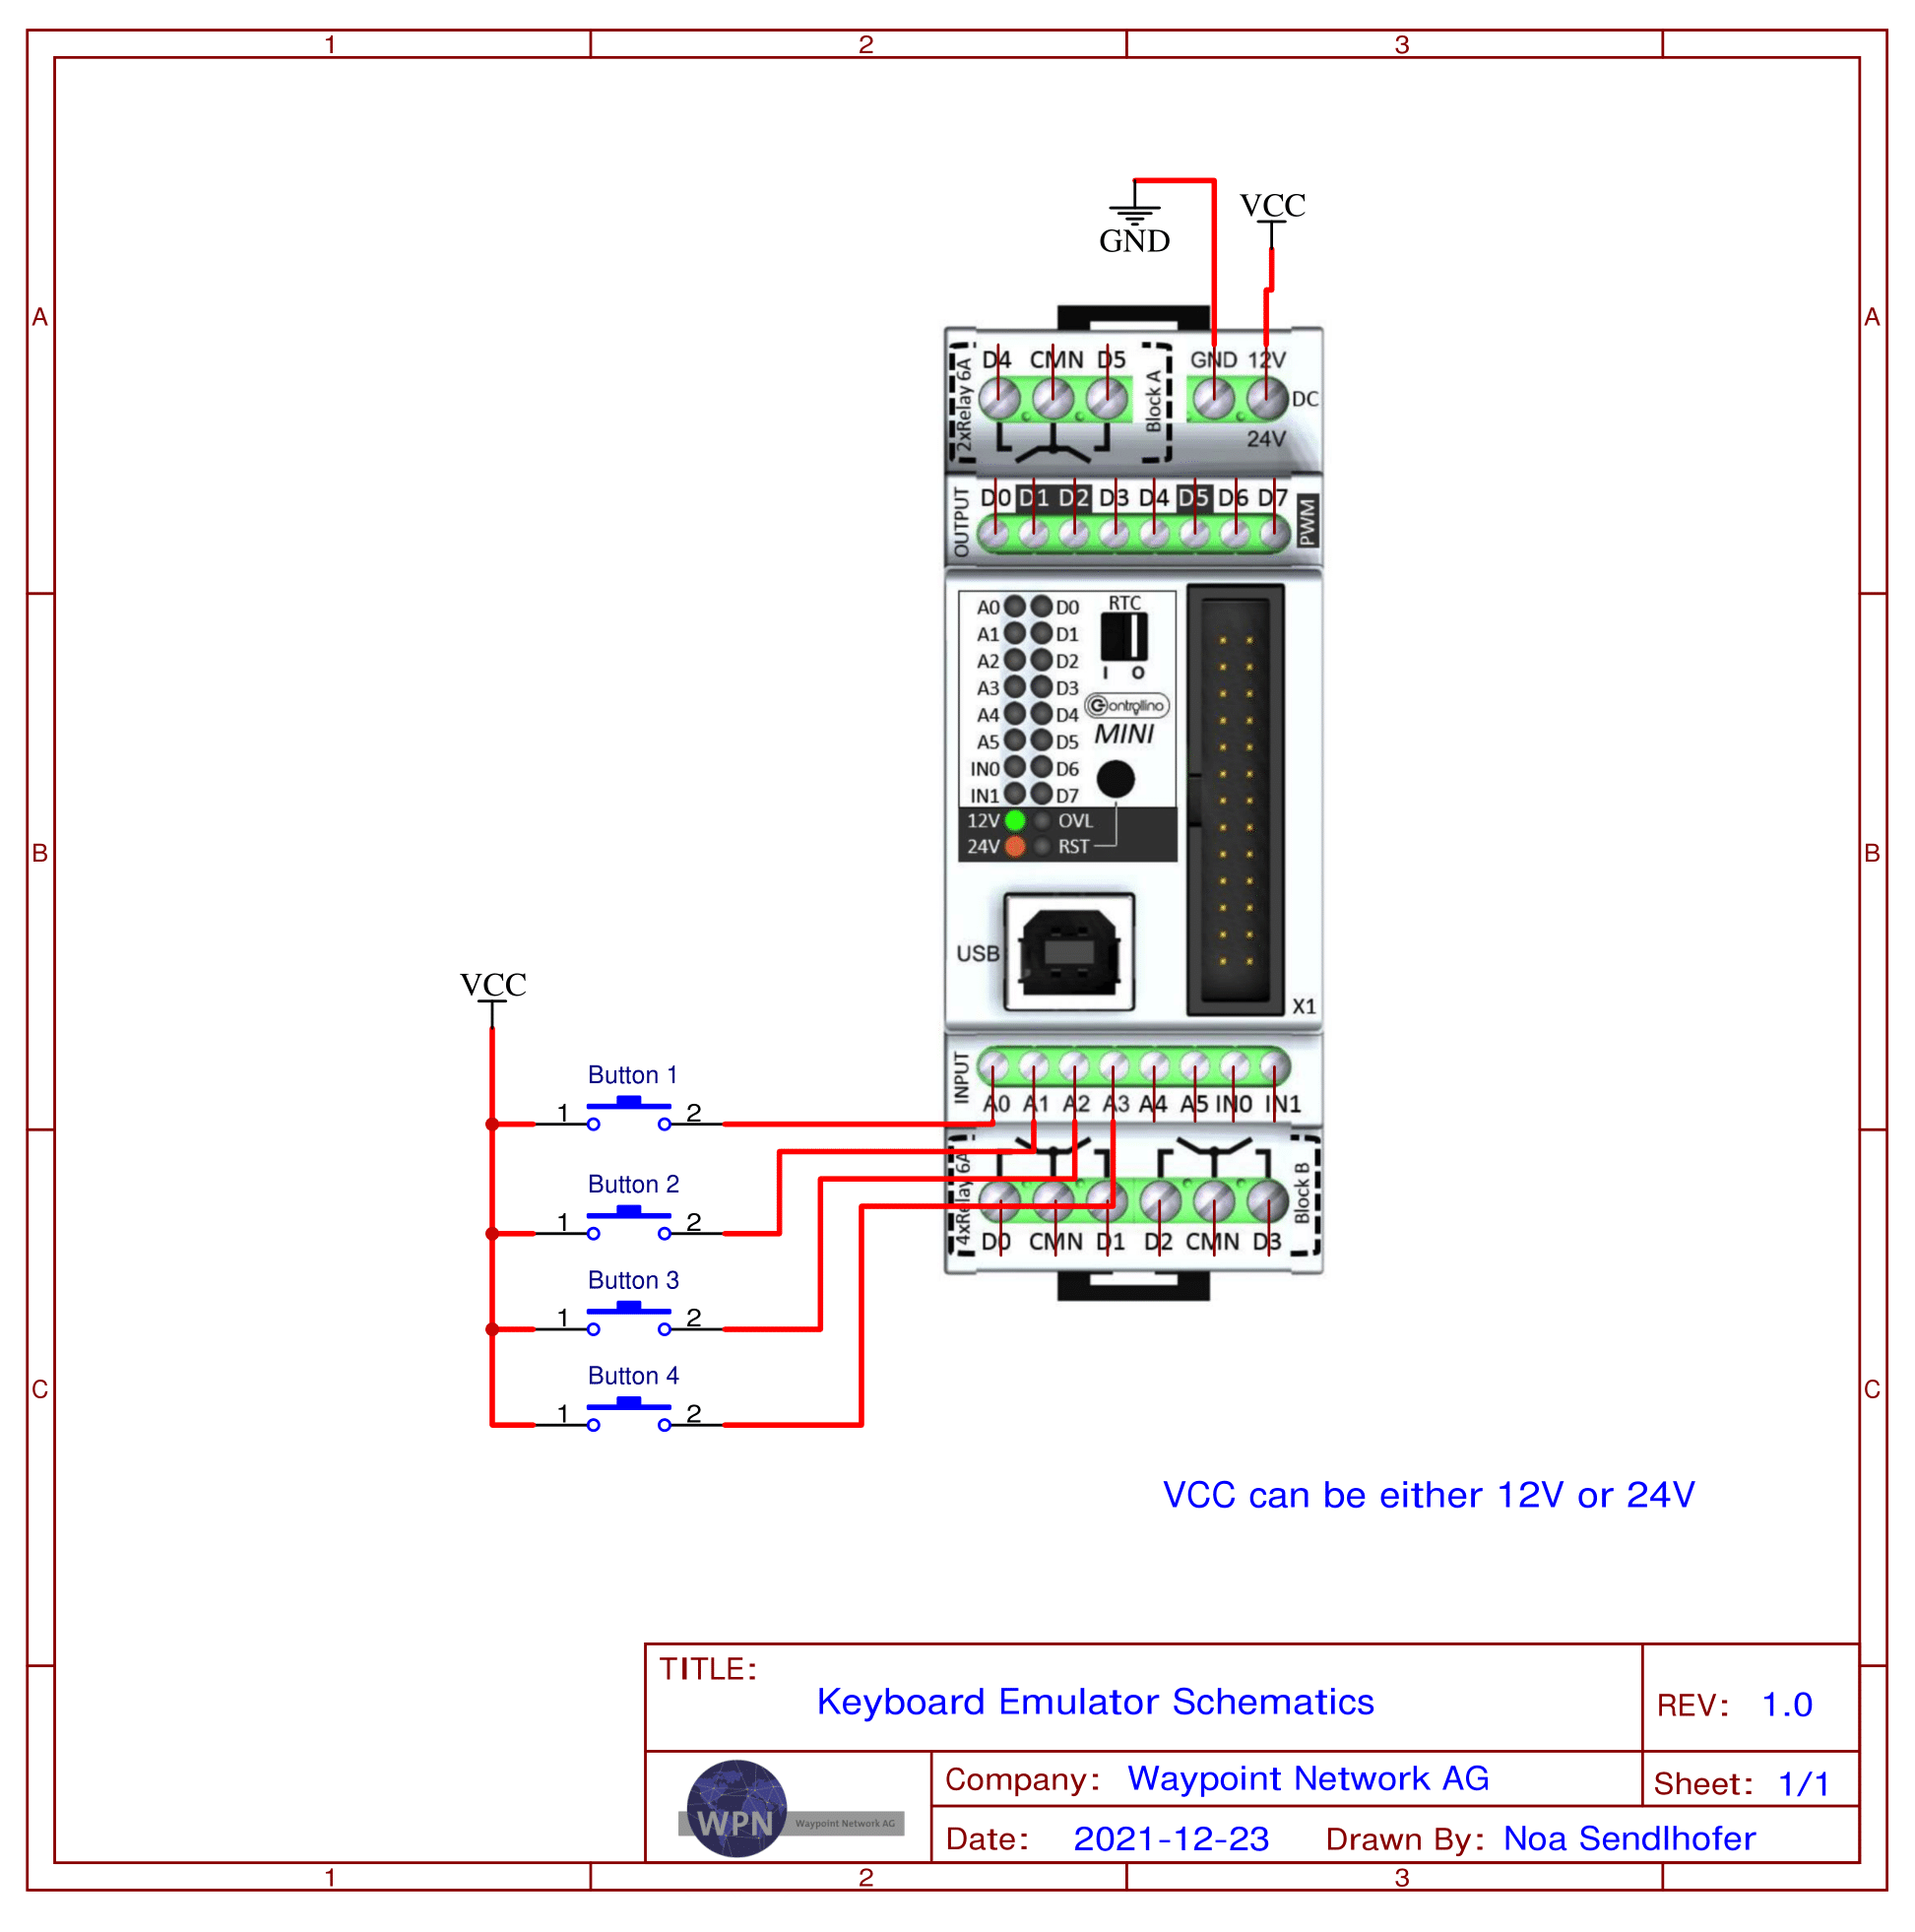 1 2 3
A A
GND
VCC
D4 CMN D5 GND 12V
2xRelay 6A
Block A
DC
24V
OUTPUT
D0 D1 D2 D3 D4 D5 D6 D7
PWM
A0 D0 RTC
A1 D1
A2 D2
I O
A3 D3
Controllino
A4 D4
MINI
A5 D5
IN0 D6
IN1 D7
12V OVL
24V RST
B B
USB
X1
VCC
INPUT
A0 A1 A2 A3 A4 A5 IN0 IN1
Button 1
1 2
Button 2
1 2
4xRelay 6A
Block B
D0 CMN D1 D2 CMN D3
Button 3
1 2
Button 4
1 2
C C
VCC can be either 12V or 24V
TITLE:
Keyboard Emulator Schematics
REV: 1.0
WPN Waypoint Network AG
Company: Waypoint Network AG
Sheet: 1/1
Date: 2021-12-23 Drawn By: Noa Sendlhofer
1 2 3